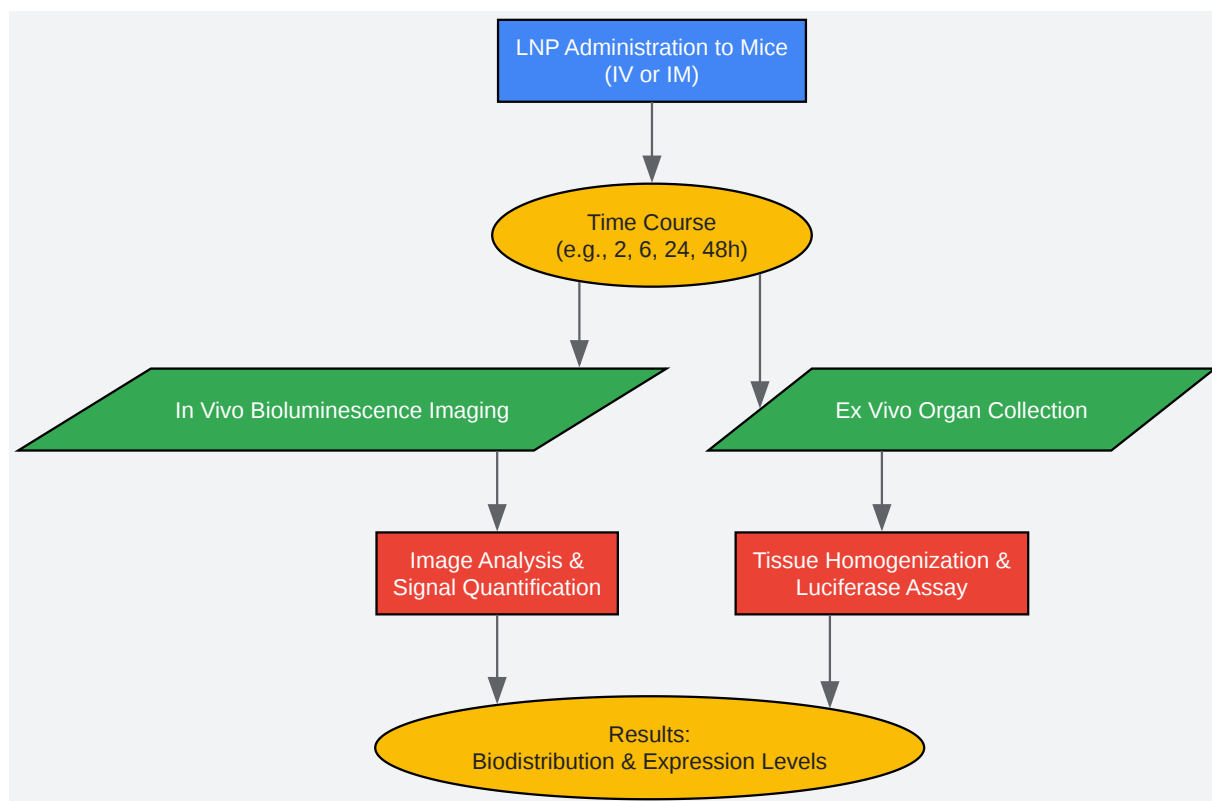 LNP Administration to Mice
(IV or IM)
Time Course
(e.g., 2, 6, 24, 48h)
In Vivo Bioluminescence Imaging
Ex Vivo Organ Collection
Image Analysis &
Signal Quantification
Tissue Homogenization &
Luciferase Assay
Results:
Biodistribution & Expression Levels